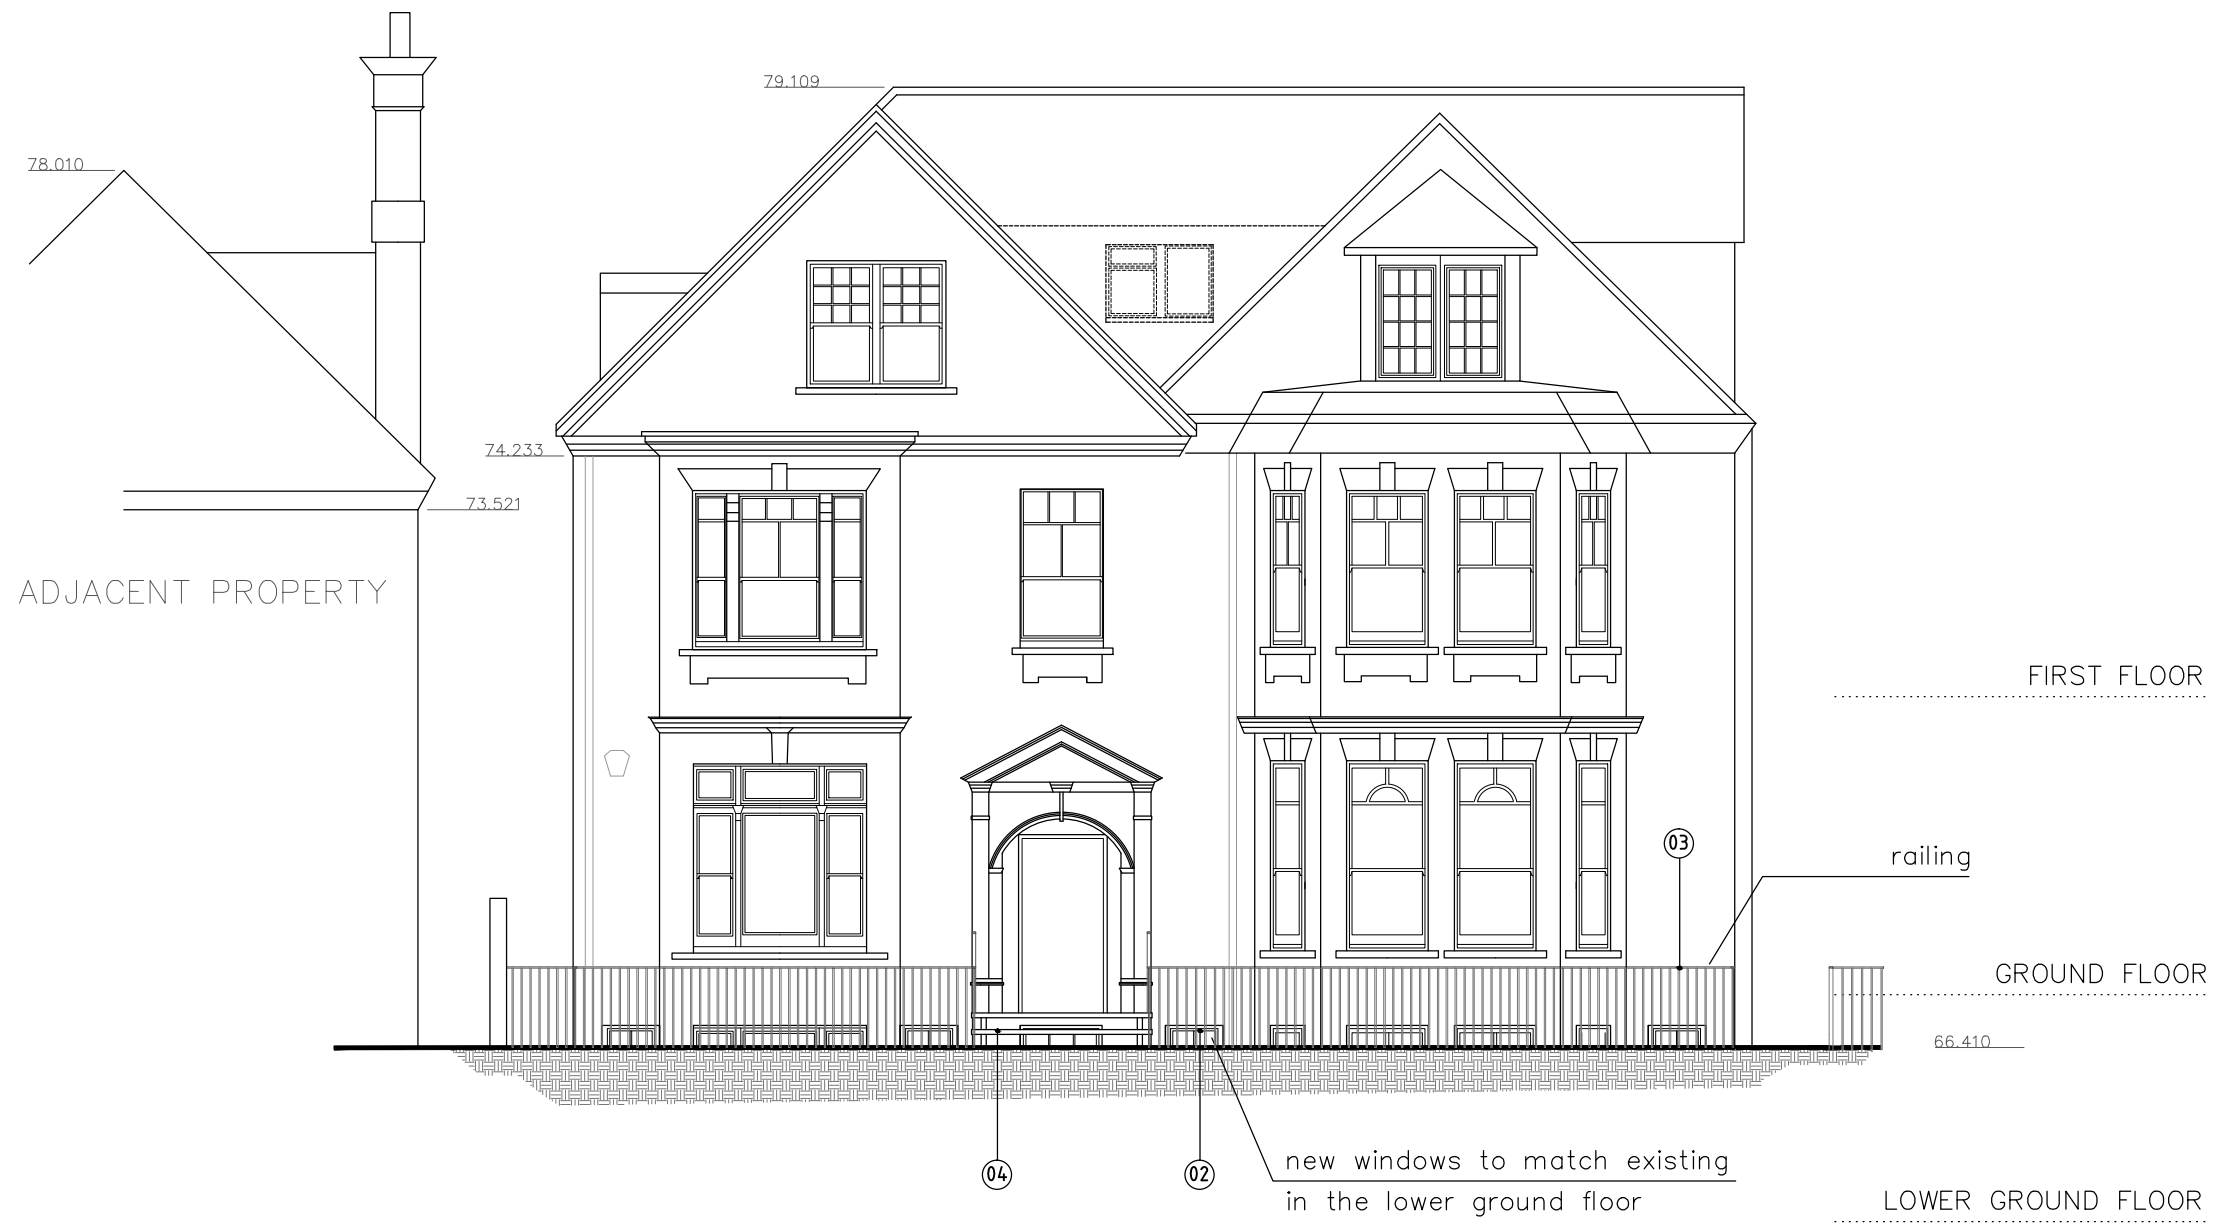 79.109
78.010
74.233
73.521
ADJACENT PROPERTY
FIRST FLOOR
03
railing
GROUND FLOOR
66.410
04
02
new windows to match existing
in the lower ground floor
LOWER GROUND FLOOR